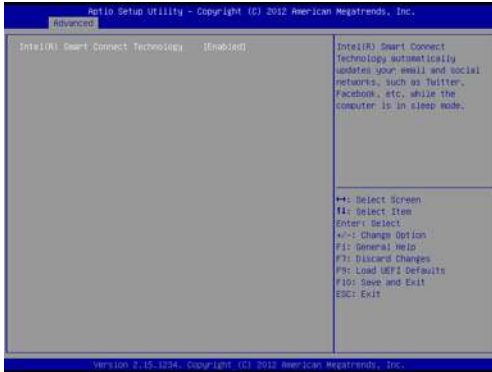 Aptio Setup Utility - Copyright (C) 2012 American Megatrends, Inc.
Advanced
Intel(R) Smart Connect Technology [Enabled]
Intel(R) Smart Connect
Technology automatically
updates your email and social
networks, such as Twitter,
Facebook, etc. while the
computer is in sleep mode.
↔: Select Screen
↑↓: Select Item
Enter: Select
+/-: Change Option
F1: General Help
F7: Discard Changes
F9: Load UEFI Defaults
F10: Save and Exit
ESC: Exit
Version 2.15.1234. Copyright (C) 2012 American Megatrends, Inc.